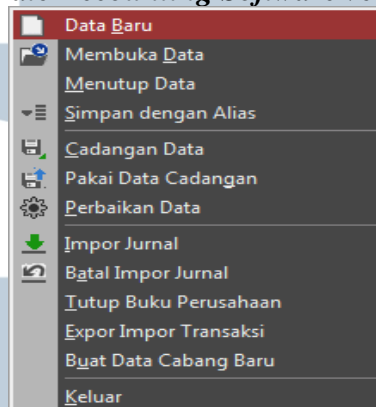 Data Baru
Membuka Data
Menutup Data
Simpan dengan Alias
Cadangan Data
Pakai Data Cadangan
Perbaikan Data
Impor Jurnal
Batal Impor Jurnal
Tutup Buku Perusahaan
Expor Impor Transaksi
Buat Data Cabang Baru
Keluar